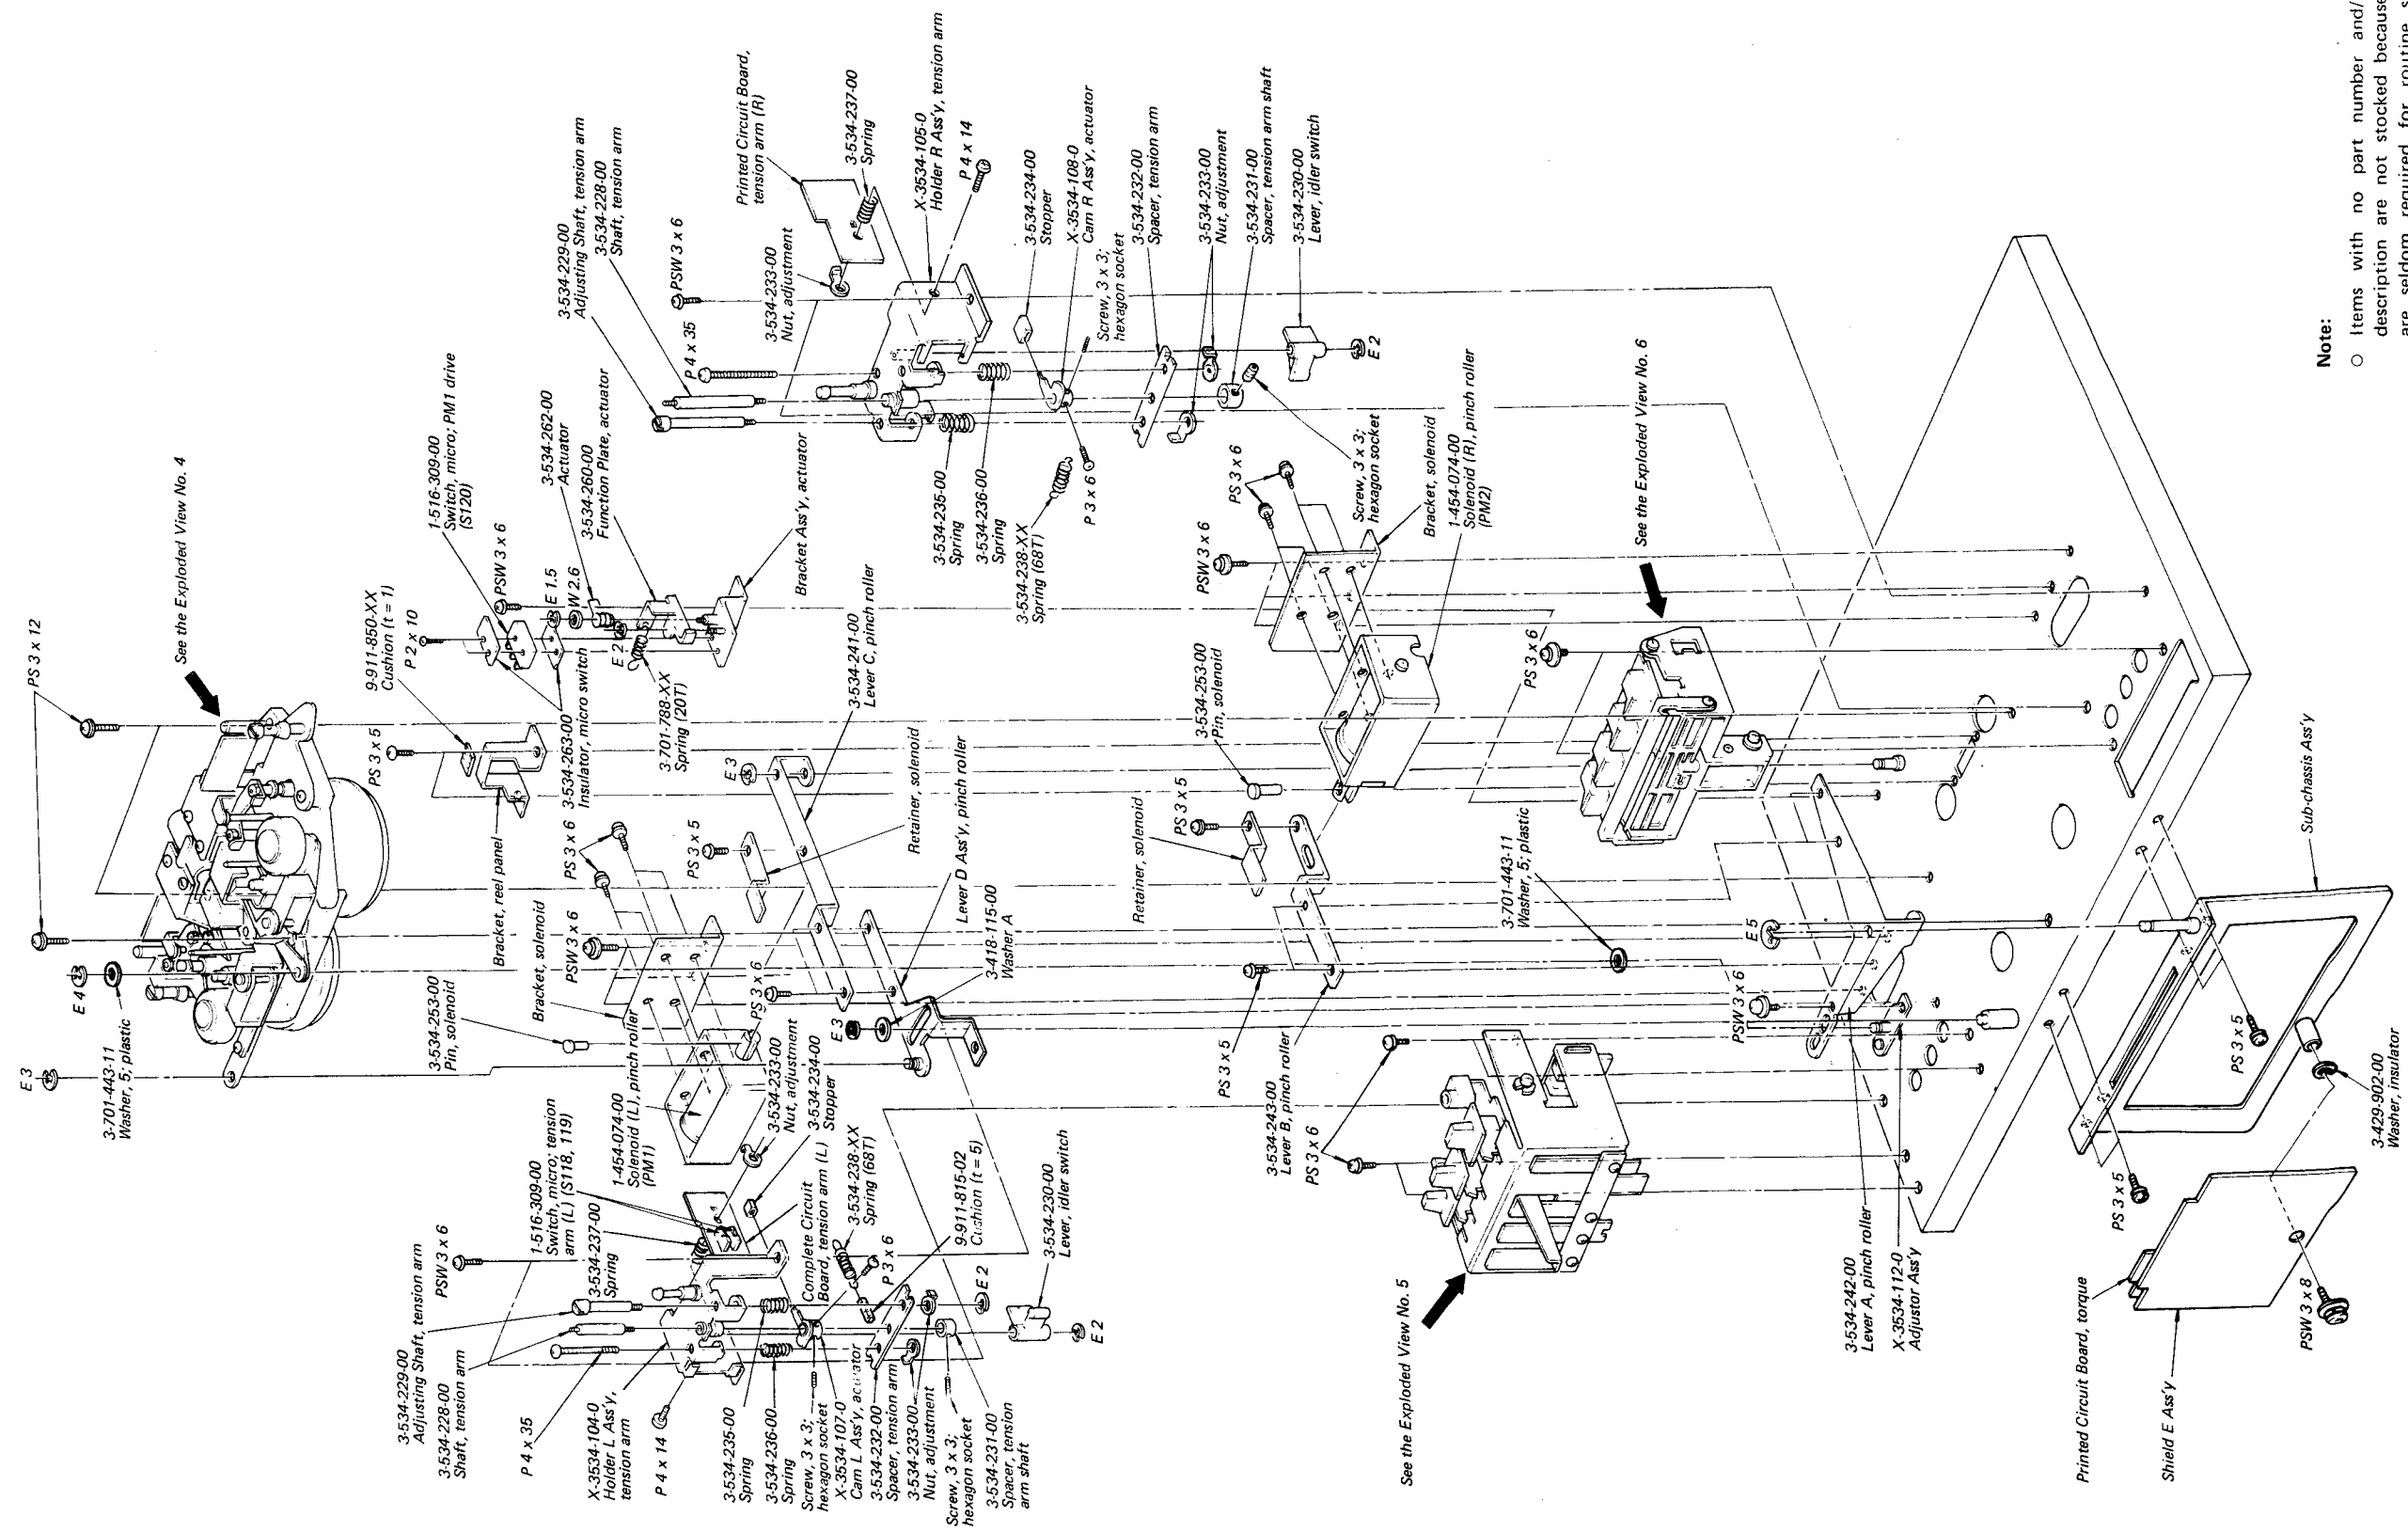 PS 3 x 12
See the Exploded View No. 4
E 3
3-701-443-11
Washer, 5; plastic
E 4
3-534-253-00
Pin, solenoid
9-911-850-XX
Cushion (t = 1)
PS 3 x 5
Bracket, reel panel
1-516-309-00
Switch, micro; PM1 drive
(S120)
P 2 x 10
PSW 3 x 6
E 1.5
W 2.6
3-534-262-00
Actuator
3-534-260-00
Function Plate, actuator
E 2
3-534-263-00
Insulator, micro switch
3-701-788-XX
Spring (20T)
Bracket Ass'y, actuator
3-534-229-00
Adjusting Shaft, tension arm
3-534-228-00
Shaft, tension arm
P 4 x 35
PSW 3 x 6
3-534-233-00
Nut, adjustment
Printed Circuit Board,
tension arm (R)
3-534-237-00
Spring
X-3534-105-0
Holder R Ass'y, tension arm
P 4 x 14
3-534-234-00
Stopper
X-3534-108-0
Cam R Ass'y, actuator
Screw, 3 x 3;
hexagon socket
3-534-232-00
Spacer, tension arm
3-534-233-00
Nut, adjustment
3-534-231-00
Spacer, tension arm shaft
3-534-230-00
Lever, idler switch
E 2
3-534-235-00
Spring
3-534-236-00
Spring
3-534-238-XX
Spring (68T)
P 3 x 6
Screw, 3 x 3;
hexagon socket
Bracket, solenoid
1-454-074-00
Solenoid (R), pinch roller
(PM2)
PS 3 x 6
PSW 3 x 6
3-534-253-00
Pin, solenoid
PS 3 x 5
Retainer, solenoid
Bracket, solenoid
PSW 3 x 6
PS 3 x 6
PS 3 x 5
E 3
3-534-241-00
Lever C, pinch roller
Retainer, solenoid
PS 3 x 6
Lever D Ass'y, pinch roller
3-418-115-00
Washer A
E 3
1-454-074-00
Solenoid (L), pinch roller
(PM1)
3-534-233-00
Nut, adjustment
3-534-234-00
Stopper
1-516-309-00
Switch, micro; tension
arm (L) (S118, 119)
3-534-237-00
Spring
PSW 3 x 6
3-534-229-00
Adjusting Shaft, tension arm
3-534-228-00
Shaft, tension arm
P 4 x 35
X-3534-104-0
Holder L Ass'y,
tension arm
P 4 x 14
Complete Circuit
Board, tension arm (L)
3-534-238-XX
Spring (68T)
P 3 x 6
9-911-815-02
Cushion (t = 5)
E 2
3-534-230-00
Lever, idler switch
E 2
3-534-235-00
Spring
3-534-236-00
Spring
Screw, 3 x 3;
hexagon socket
X-3534-107-0
Cam L Ass'y, actuator
3-534-232-00
Spacer, tension arm
3-534-233-00
Nut, adjustment
Screw, 3 x 3;
hexagon socket
3-534-231-00
Spacer, tension
arm shaft
PS 3 x 5
3-534-243-00
Lever B, pinch roller
PS 3 x 6
3-701-443-11
Washer, 5; plastic
PS 3 x 6
See the Exploded View No. 6
See the Exploded View No. 5
E 5
PSW 3 x 6
3-534-242-00
Lever A, pinch roller
X-3534-112-0
Adjustor Ass'y
Sub-chassis Ass'y
PS 3 x 5
PS 3 x 5
3-429-902-00
Washer, insulator
PSW 3 x 8
Printed Circuit Board, torque
Shield E Ass'y
Note:
○ Items with no part number and/
description are not stocked because
are seldom required for routine s